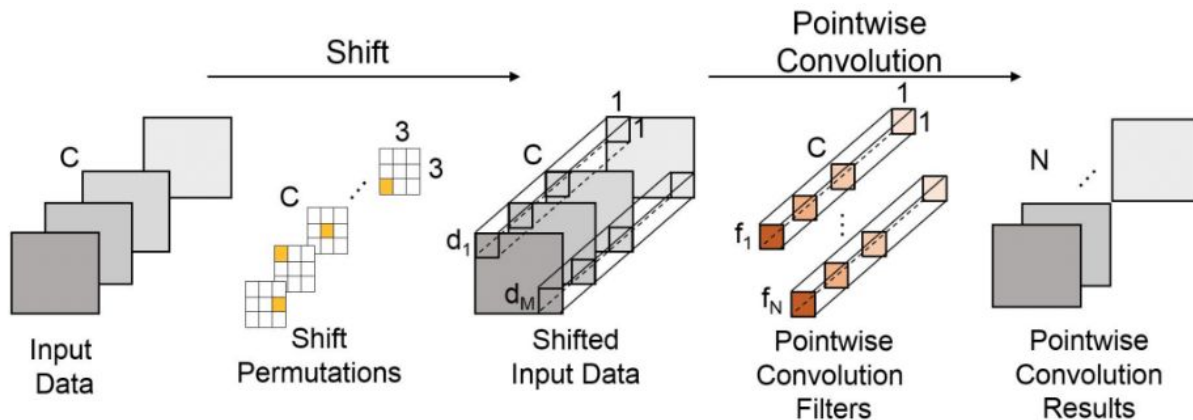 Shift
Pointwise
Convolution
C
C
3
3
C
1
1
d1
dM
C
1
1
f1
fN
N
Input
Data
Shift
Permutations
Shifted
Input Data
Pointwise
Convolution
Filters
Pointwise
Convolution
Results